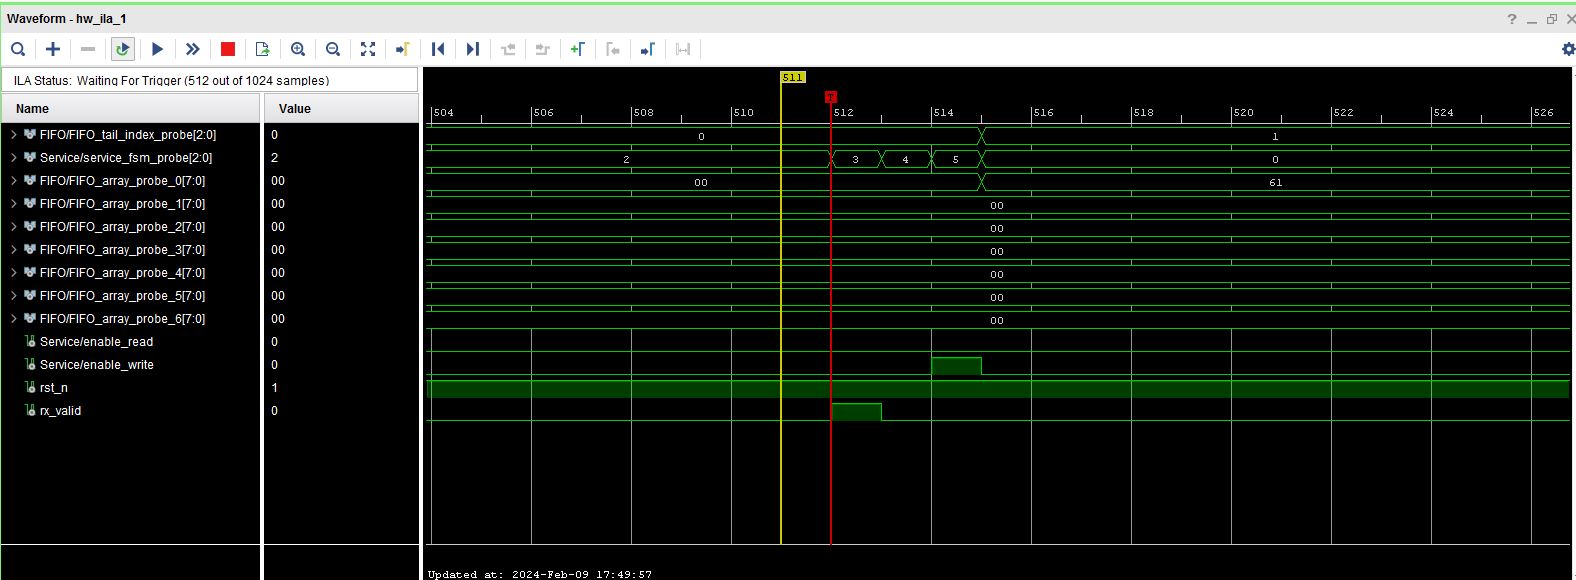 Waveform - hw_ila_1
ILA Status: Waiting For Trigger (512 out of 1024 samples)
511
T
Name Value
504 506 508 510 512 514 516 518 520 522 524 526
FIFO/FIFO_tail_index_probe[2:0] 0 0 1
Service/service_fsm_probe[2:0] 2 2 3 4 5 0
FIFO/FIFO_array_probe_0[7:0] 00 00 61
FIFO/FIFO_array_probe_1[7:0] 00 00
FIFO/FIFO_array_probe_2[7:0] 00 00
FIFO/FIFO_array_probe_3[7:0] 00 00
FIFO/FIFO_array_probe_4[7:0] 00 00
FIFO/FIFO_array_probe_5[7:0] 00 00
FIFO/FIFO_array_probe_6[7:0] 00 00
Service/enable_read 0
Service/enable_write 0
rst_n 1
rx_valid 0
Updated at: 2024-Feb-09 17:49:57